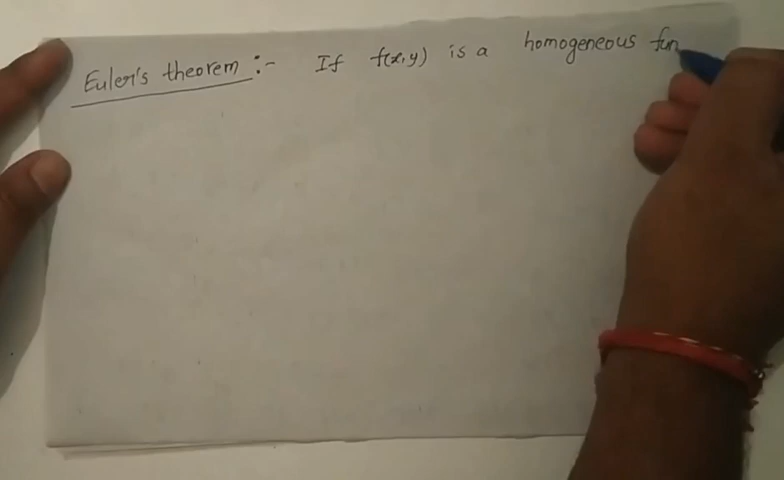 Euler's theorem :- If f(x,y) is a homogeneous fun